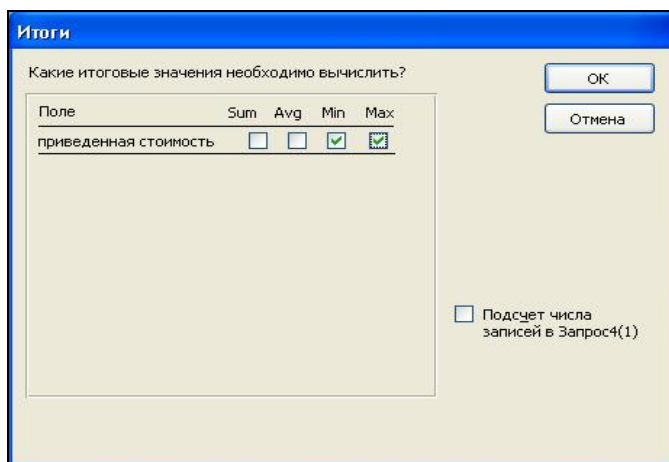 Итоги
Какие итоговые значения необходимо вычислить?
ОК
Отмена
Поле Sum Avg Min Max
приведенная стоимость
Подсчет числа
записей в Запрос4(1)